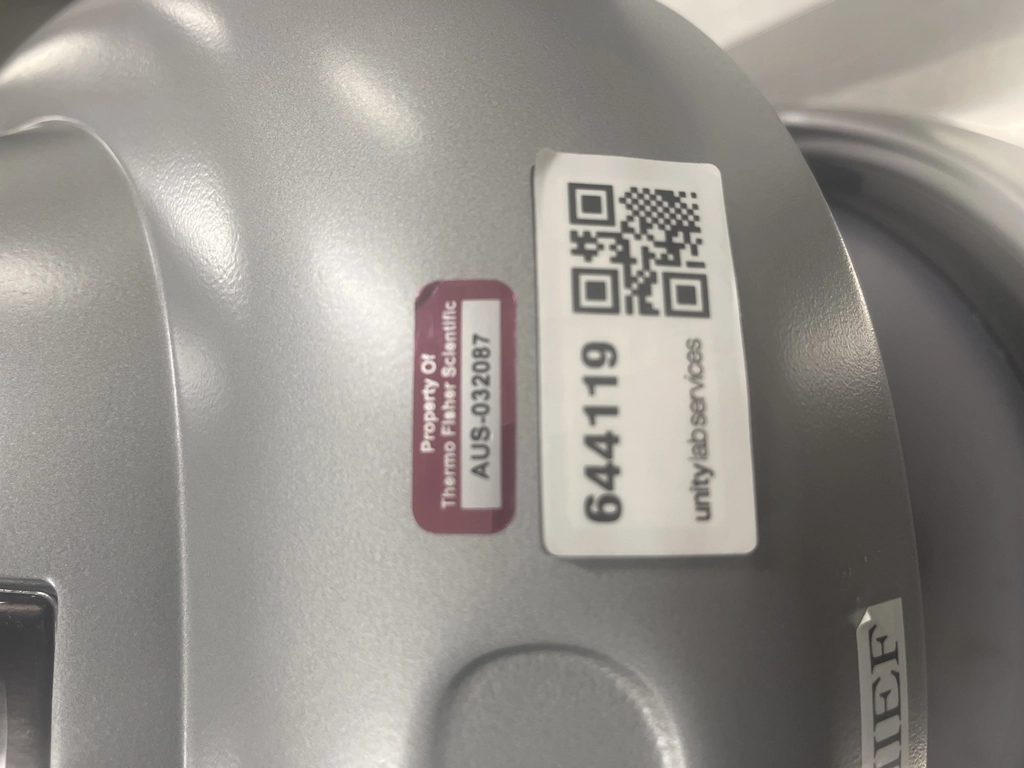 Property Of
Thermo Fisher Scientific
AUS-032087
644119
unitylabservices